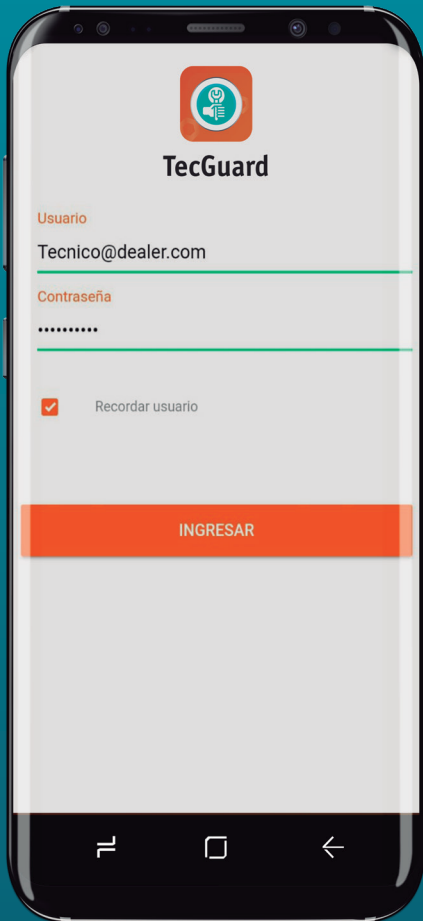 TecGuard
Usuario
Tecnico@dealer.com
Contraseña
••••••••••
Recordar usuario
INGRESAR